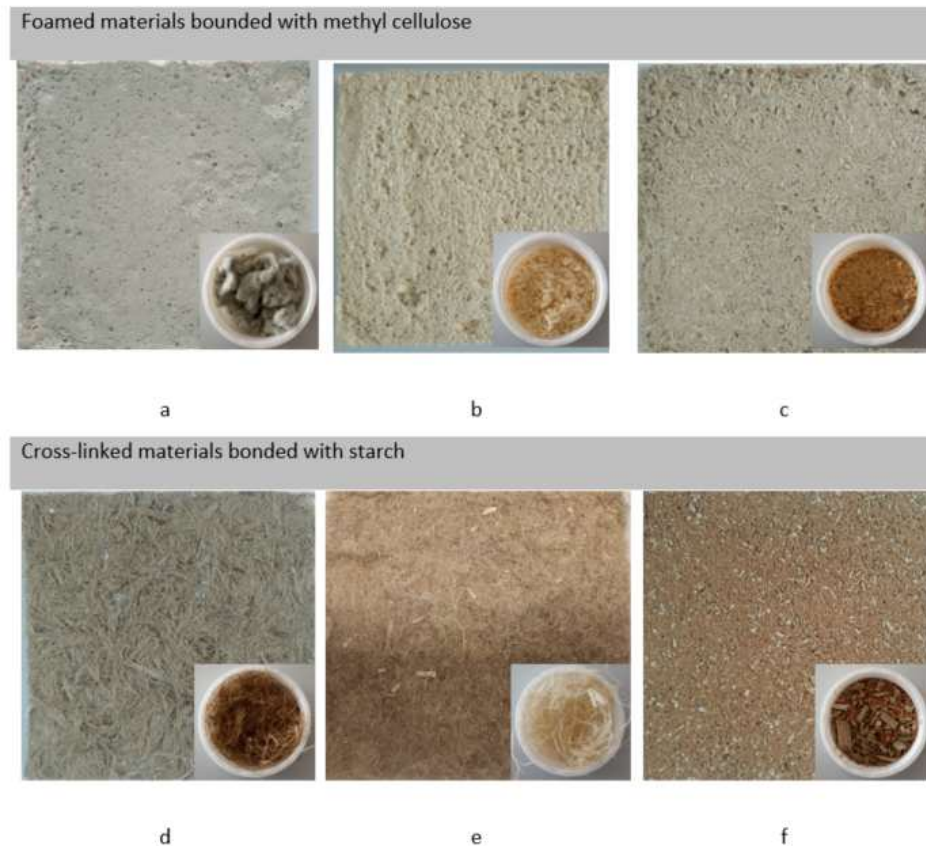 Foamed materials bounded with methyl cellulose
a
b
c
Cross-linked materials bonded with starch
d
e
f